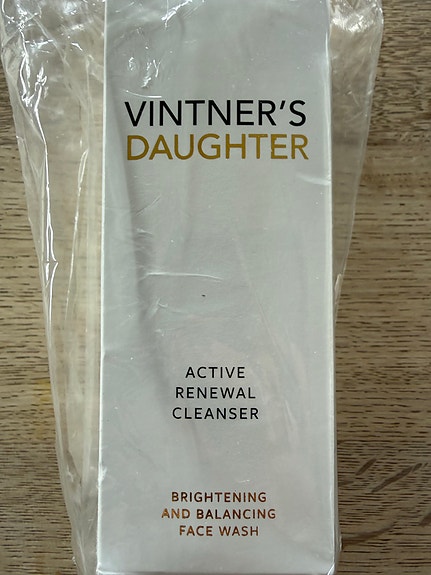 VINTNER'S
DAUGHTER
ACTIVE
RENEWAL
CLEANSER
BRIGHTENING
AND BALANCING
FACE WASH